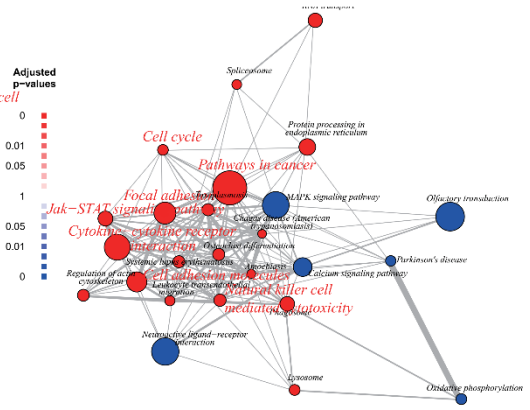 transport
Spliceosome
Adjusted
p-values
cell
0
0.01
0.05
1
0.05
0.01
0
Protein processing in
endoplasmic reticulum
Cell cycle
Pathways in cancer
Focal adhesion
Toxoplasmosis
MAPK signaling pathway
Olfactory transduction
Jak-STAT signaling pathway
Chagas disease (American
trypanosomiasis)
Cytokine-cytokine receptor
interaction
Osteoclast differentiation
Systemic lupus erythematosus
Parkinson's disease
Amoebiasis
Calcium signaling pathway
Regulation of actin
cytoskeleton
Cell adhesion molecules
Leukocyte transendothelial
migration
Natural killer cell
mediated cytotoxicity
Phagosome
Neuroactive ligand-receptor
interaction
Lysosome
Oxidative phosphorylation